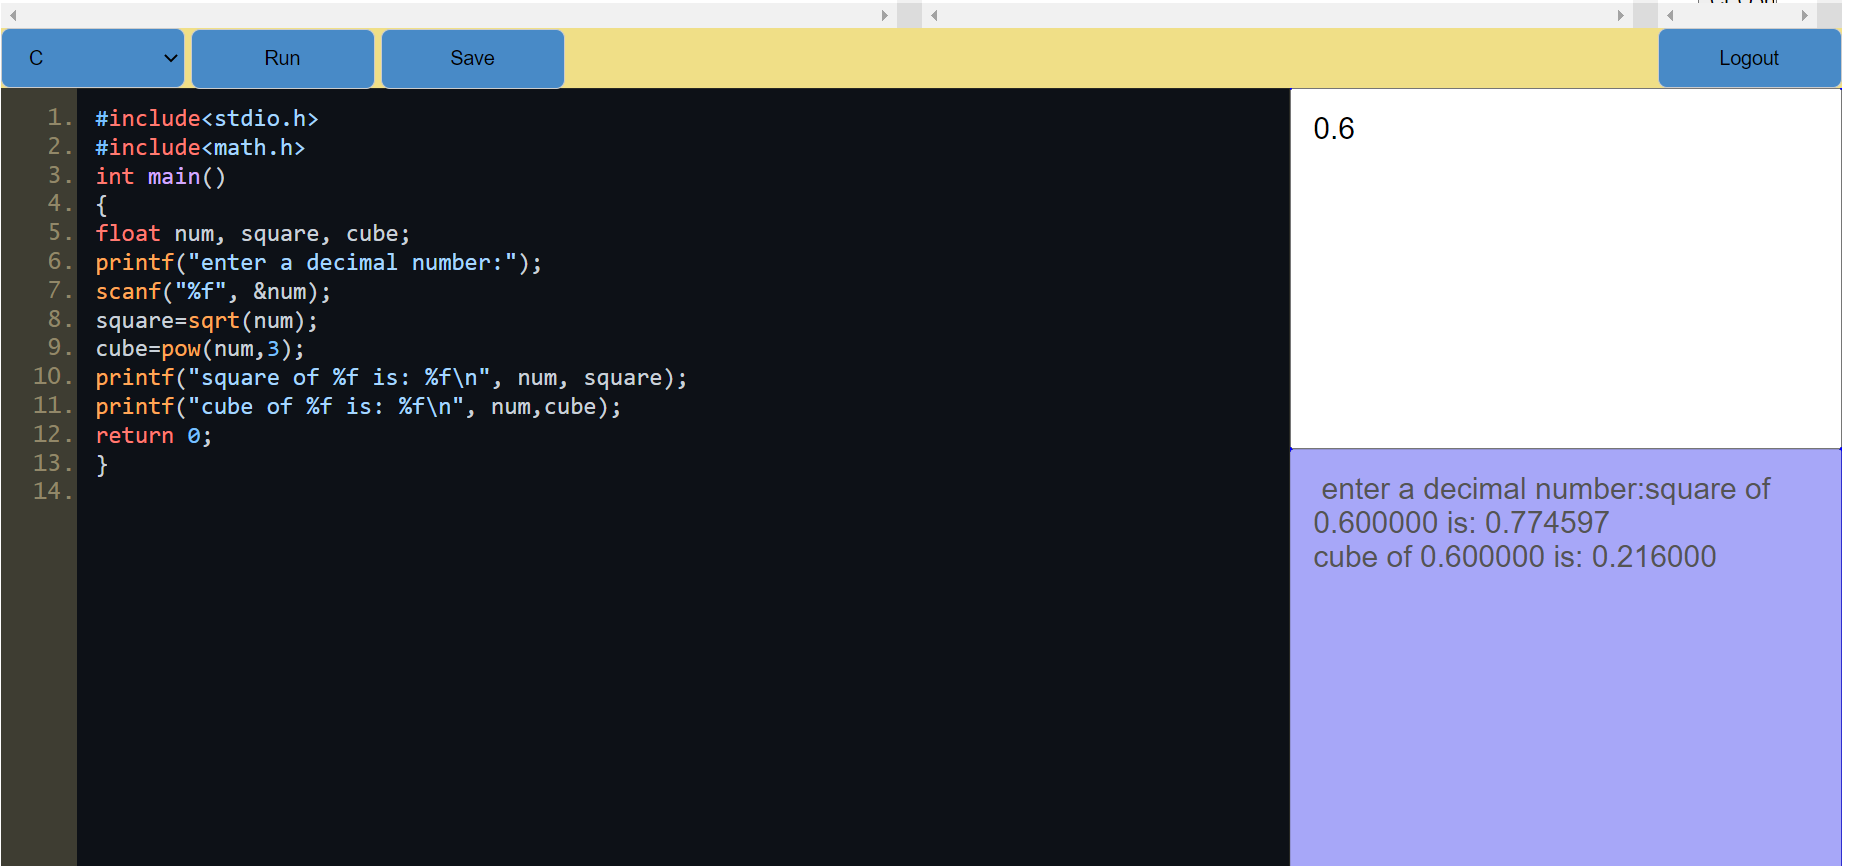 C
Run
Save
Logout
1. #include<stdio.h>
2. #include<math.h>
3. int main()
4. {
5. float num, square, cube;
6. printf("enter a decimal number:");
7. scanf("%f", &num);
8. square=sqrt(num);
9. cube=pow(num,3);
10. printf("square of %f is: %f\n", num, square);
11. printf("cube of %f is: %f\n", num,cube);
12. return 0;
13. }
14.
0.6
enter a decimal number:square of
0.600000 is: 0.774597
cube of 0.600000 is: 0.216000